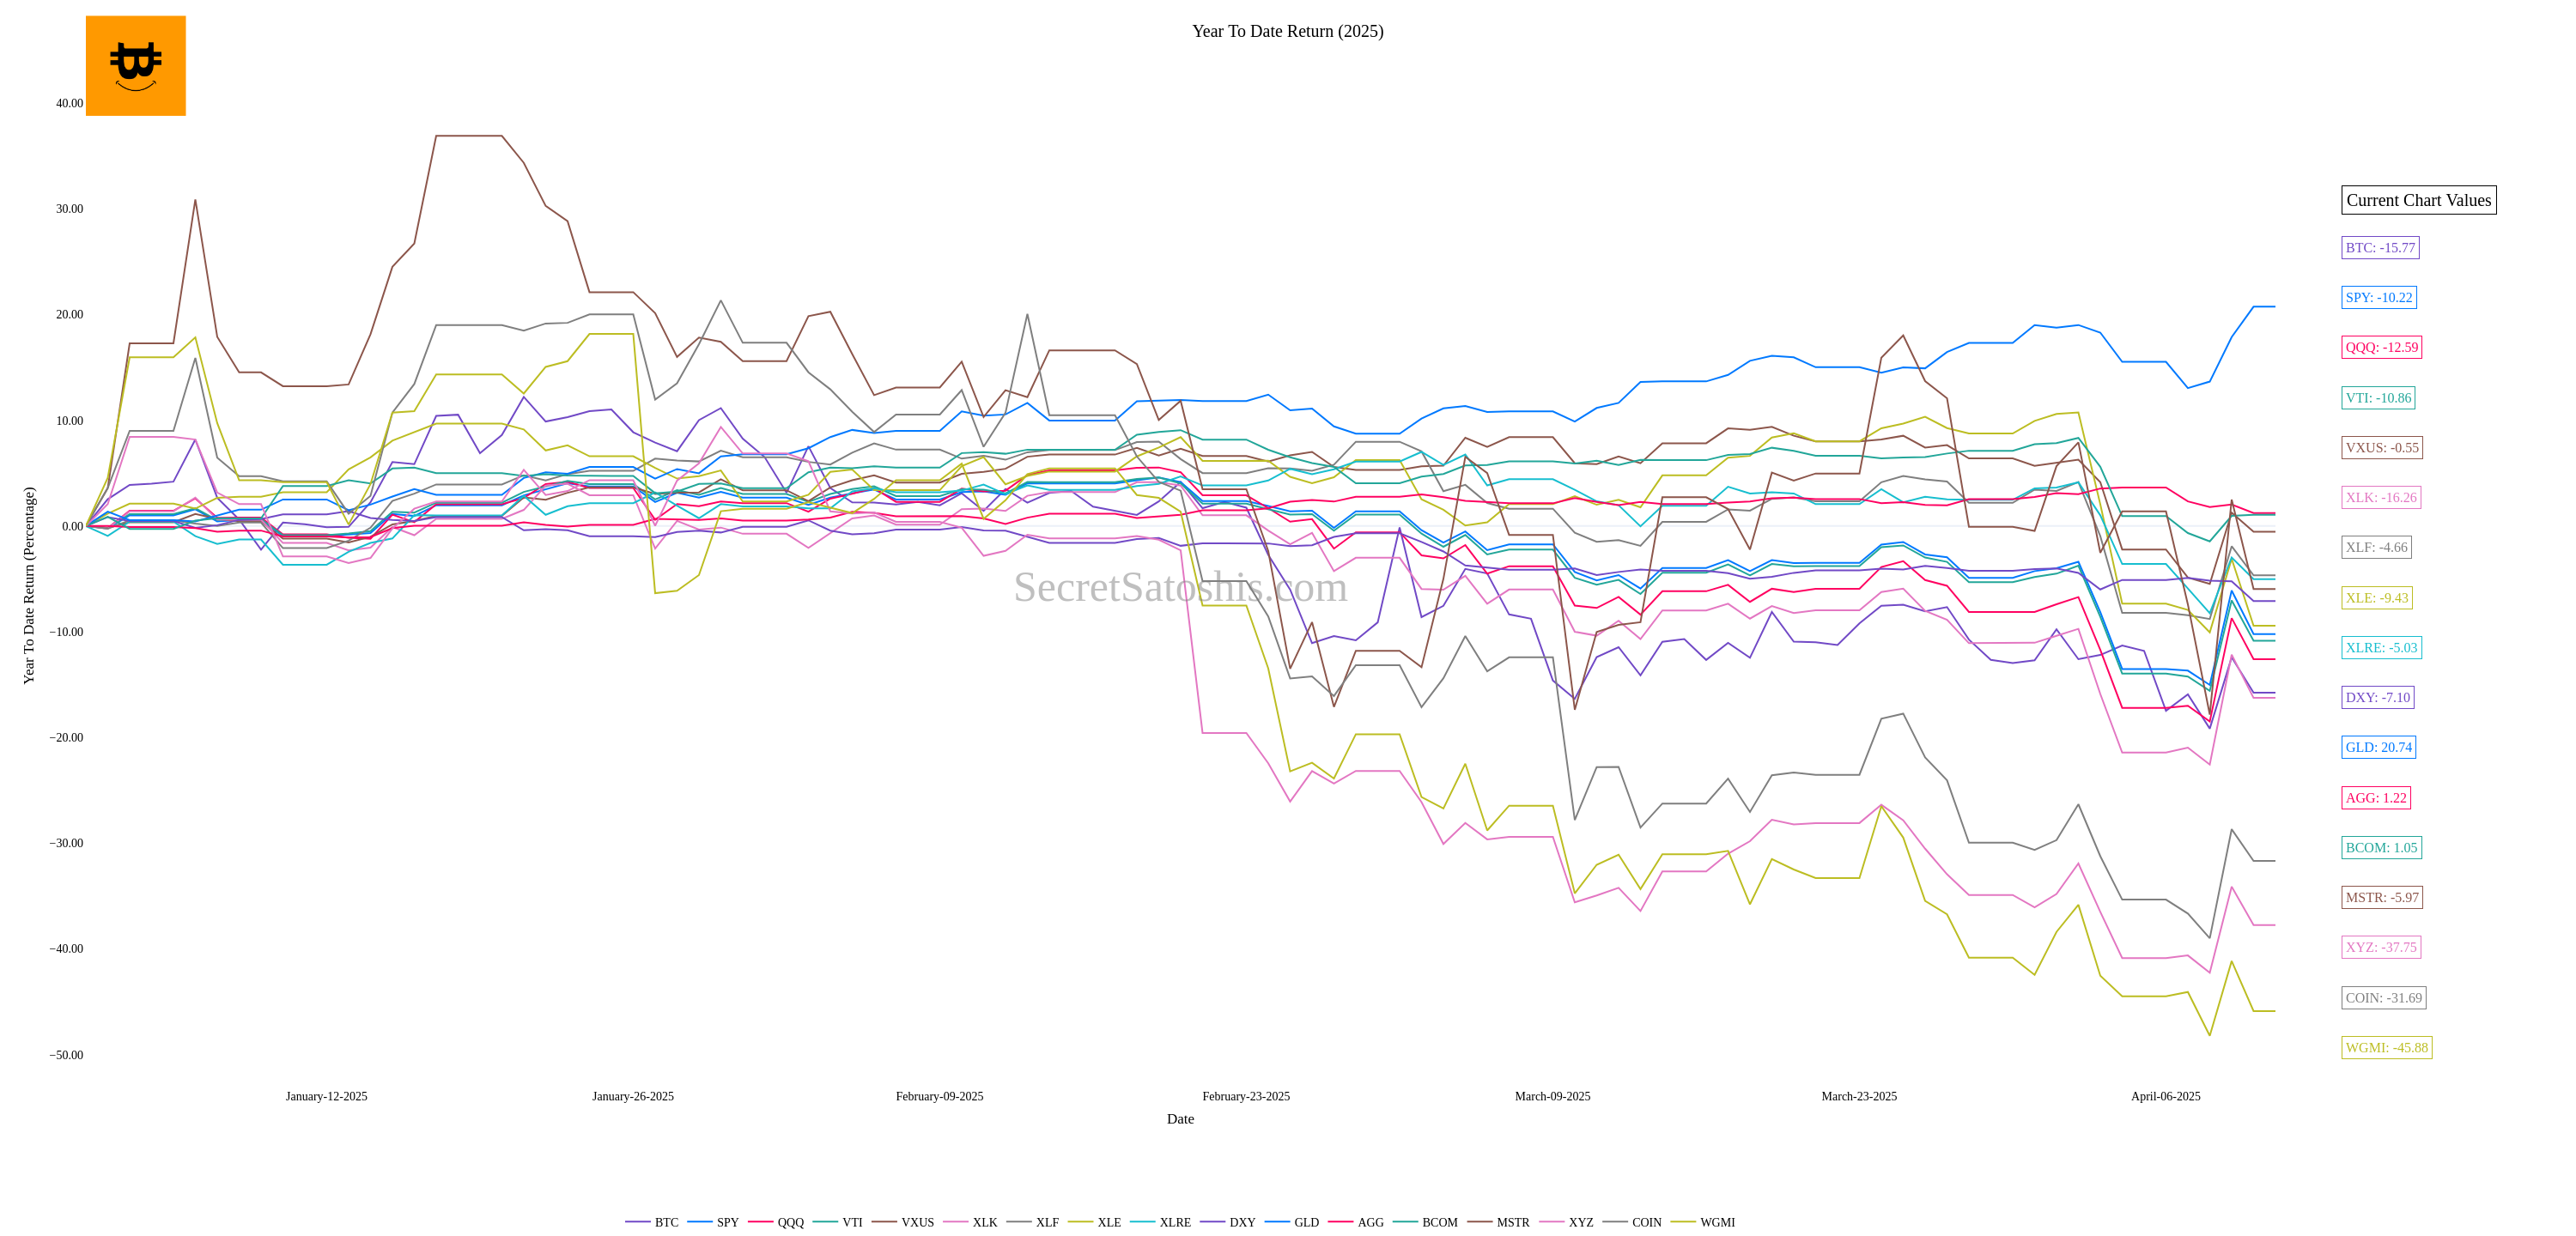 Year To Date Return (2025)
40.00
30.00
20.00
10.00
0.00
−10.00
−20.00
−30.00
−40.00
−50.00
Year To Date Return (Percentage)
SecretSatoshis.com
January-12-2025
January-26-2025
February-09-2025
February-23-2025
March-09-2025
March-23-2025
April-06-2025
Date
Current Chart Values
BTC: -15.77
SPY: -10.22
QQQ: -12.59
VTI: -10.86
VXUS: -0.55
XLK: -16.26
XLF: -4.66
XLE: -9.43
XLRE: -5.03
DXY: -7.10
GLD: 20.74
AGG: 1.22
BCOM: 1.05
MSTR: -5.97
XYZ: -37.75
COIN: -31.69
WGMI: -45.88
BTC SPY QQQ VTI VXUS XLK XLF XLE XLRE DXY GLD AGG BCOM MSTR XYZ COIN WGMI